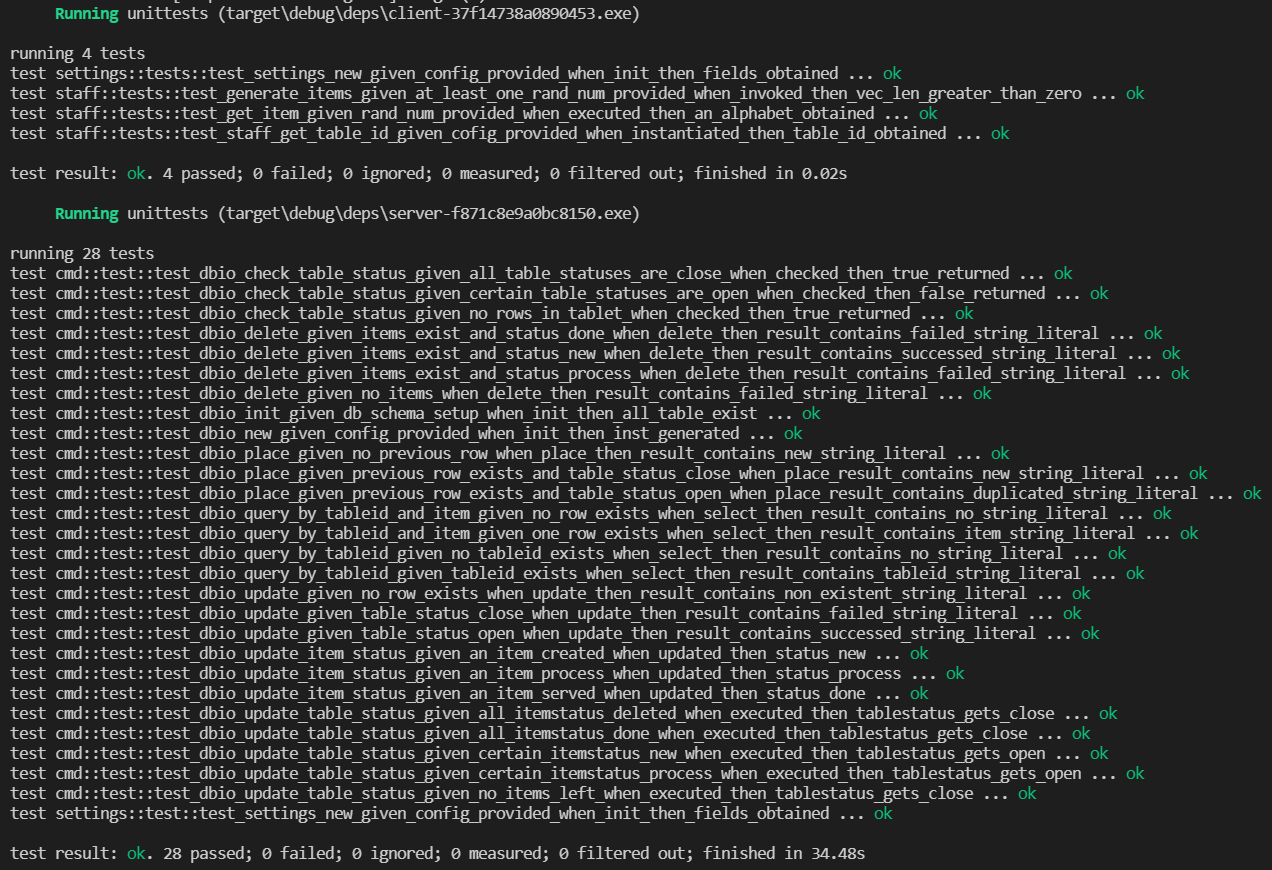 Running unittests (target\debug\deps\client-37f14738a0890453.exe)
running 4 tests
test settings::tests::test_settings_new_given_config_provided_when_init_then_fields_obtained ... ok
test staff::tests::test_generate_items_given_at_least_one_rand_num_provided_when_invoked_then_vec_len_greater_than_zero ... ok
test staff::tests::test_get_item_given_rand_num_provided_when_executed_then_an_alphabet_obtained ... ok
test staff::tests::test_staff_get_table_id_given_cofig_provided_when_instantiated_then_table_id_obtained ... ok
test result: ok. 4 passed; 0 failed; 0 ignored; 0 measured; 0 filtered out; finished in 0.02s
Running unittests (target\debug\deps\server-f871c8e9a0bc8150.exe)
running 28 tests
test cmd::test::test_dbio_check_table_status_given_all_table_statuses_are_close_when_checked_then_true_returned ... ok
test cmd::test::test_dbio_check_table_status_given_certain_table_statuses_are_open_when_checked_then_false_returned ... ok
test cmd::test::test_dbio_check_table_status_given_no_rows_in_tablet_when_checked_then_true_returned ... ok
test cmd::test::test_dbio_delete_given_items_exist_and_status_done_when_delete_then_result_contains_failed_string_literal ... ok
test cmd::test::test_dbio_delete_given_items_exist_and_status_new_when_delete_then_result_contains_successed_string_literal ... ok
test cmd::test::test_dbio_delete_given_items_exist_and_status_process_when_delete_then_result_contains_failed_string_literal ... ok
test cmd::test::test_dbio_delete_given_no_items_when_delete_then_result_contains_failed_string_literal ... ok
test cmd::test::test_dbio_init_given_db_schema_setup_when_init_then_all_table_exist ... ok
test cmd::test::test_dbio_new_given_config_provided_when_init_then_inst_generated ... ok
test cmd::test::test_dbio_place_given_no_previous_row_when_place_then_result_contains_new_string_literal ... ok
test cmd::test::test_dbio_place_given_previous_row_exists_and_table_status_close_when_place_result_contains_new_string_literal ... ok
test cmd::test::test_dbio_place_given_previous_row_exists_and_table_status_open_when_place_result_contains_duplicated_string_literal ... ok
test cmd::test::test_dbio_query_by_tableid_and_item_given_no_row_exists_when_select_then_result_contains_no_string_literal ... ok
test cmd::test::test_dbio_query_by_tableid_and_item_given_one_row_exists_when_select_then_result_contains_item_string_literal ... ok
test cmd::test::test_dbio_query_by_tableid_given_no_tableid_exists_when_select_then_result_contains_no_string_literal ... ok
test cmd::test::test_dbio_query_by_tableid_given_tableid_exists_when_select_then_result_contains_tableid_string_literal ... ok
test cmd::test::test_dbio_update_given_no_row_exists_when_update_then_result_contains_non_existent_string_literal ... ok
test cmd::test::test_dbio_update_given_table_status_close_when_update_then_result_contains_failed_string_literal ... ok
test cmd::test::test_dbio_update_given_table_status_open_when_update_then_result_contains_successed_string_literal ... ok
test cmd::test::test_dbio_update_item_status_given_an_item_created_when_updated_then_status_new ... ok
test cmd::test::test_dbio_update_item_status_given_an_item_process_when_updated_then_status_process ... ok
test cmd::test::test_dbio_update_item_status_given_an_item_served_when_updated_then_status_done ... ok
test cmd::test::test_dbio_update_table_status_given_all_itemstatus_deleted_when_executed_then_tablestatus_gets_close ... ok
test cmd::test::test_dbio_update_table_status_given_all_itemstatus_done_when_executed_then_tablestatus_gets_close ... ok
test cmd::test::test_dbio_update_table_status_given_certain_itemstatus_new_when_executed_then_tablestatus_gets_open ... ok
test cmd::test::test_dbio_update_table_status_given_certain_itemstatus_process_when_executed_then_tablestatus_gets_open ... ok
test cmd::test::test_dbio_update_table_status_given_no_items_left_when_executed_then_tablestatus_gets_close ... ok
test settings::test::test_settings_new_given_config_provided_when_init_then_fields_obtained ... ok
test result: ok. 28 passed; 0 failed; 0 ignored; 0 measured; 0 filtered out; finished in 34.48s